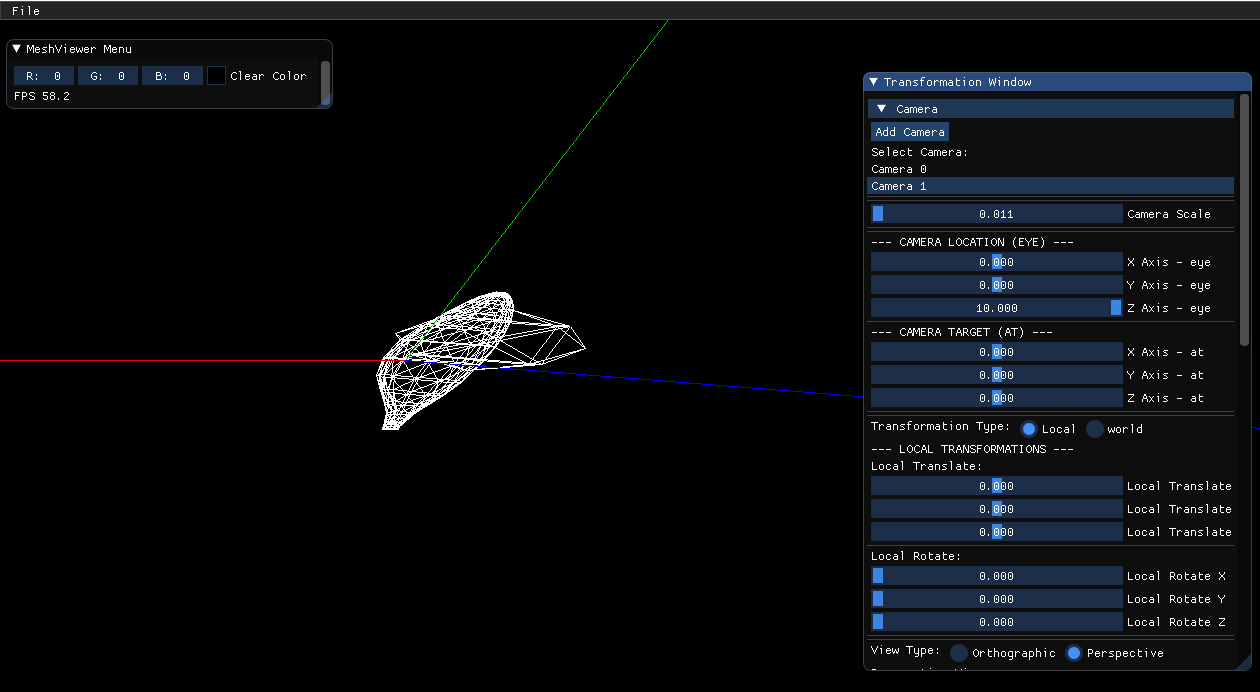 File
MeshViewer Menu
R: 0 G: 0 B: 0 Clear Color
FPS 58.2
Transformation Window
Camera
Add Camera
Select Camera:
Camera 0
Camera 1
0.011 Camera Scale
--- CAMERA LOCATION (EYE) ---
0.000 X Axis - eye
0.000 Y Axis - eye
10.000 Z Axis - eye
--- CAMERA TARGET (AT) ---
0.000 X Axis - at
0.000 Y Axis - at
0.000 Z Axis - at
Transformation Type: Local world
--- LOCAL TRANSFORMATIONS ---
Local Translate:
0.000 Local Translate
0.000 Local Translate
0.000 Local Translate
Local Rotate:
0.000 Local Rotate X
0.000 Local Rotate Y
0.000 Local Rotate Z
View Type: Orthographic Perspective